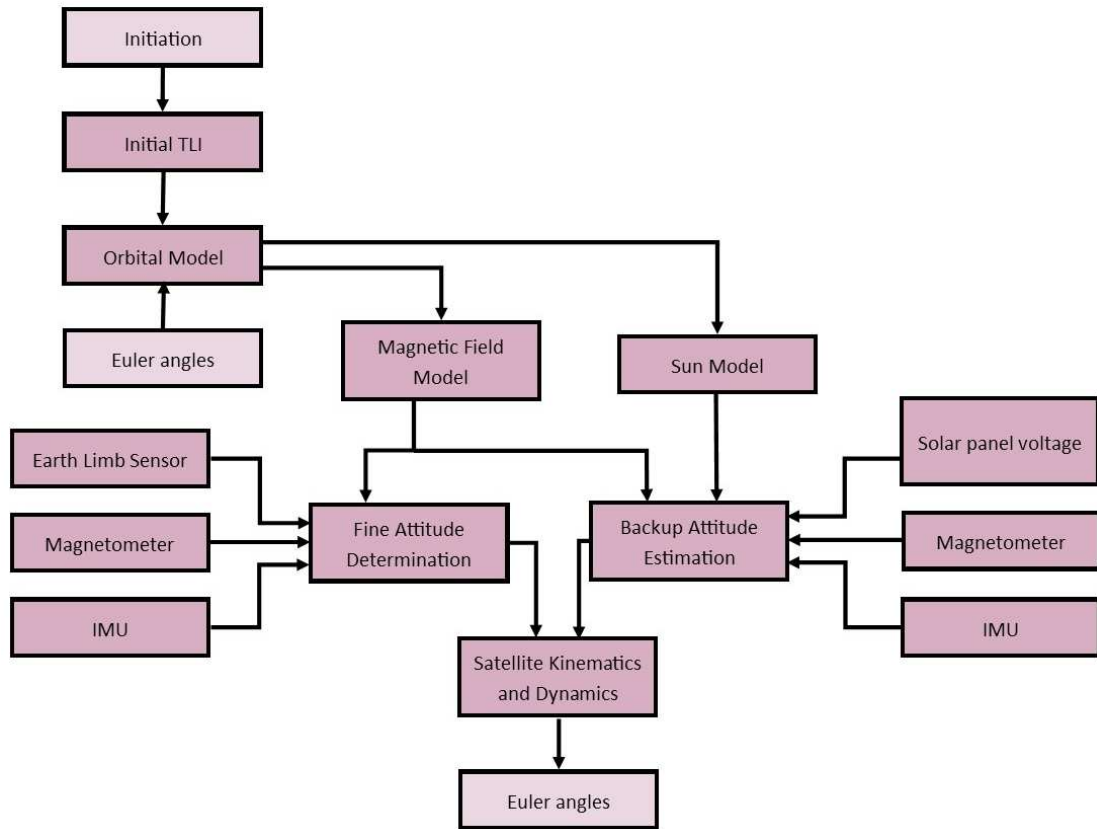 Initiation
Initial TLI
Orbital Model
Euler angles
Magnetic Field
Model
Sun Model
Earth Limb Sensor
Magnetometer
IMU
Fine Attitude
Determination
Backup Attitude
Estimation
Solar panel voltage
Magnetometer
IMU
Satellite Kinematics
and Dynamics
Euler angles